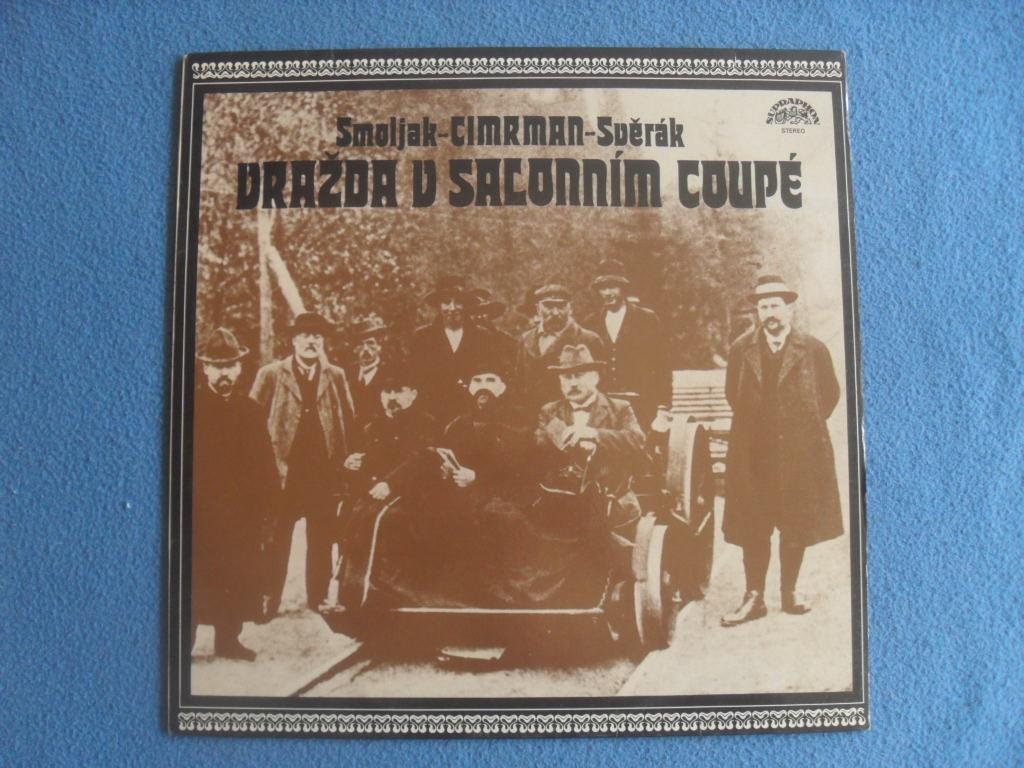 SUPRAPHON
STEREO
Smoljak-CIMRMAN-Svěrák
VRAŽDA V SALONNÍM COUPÉ